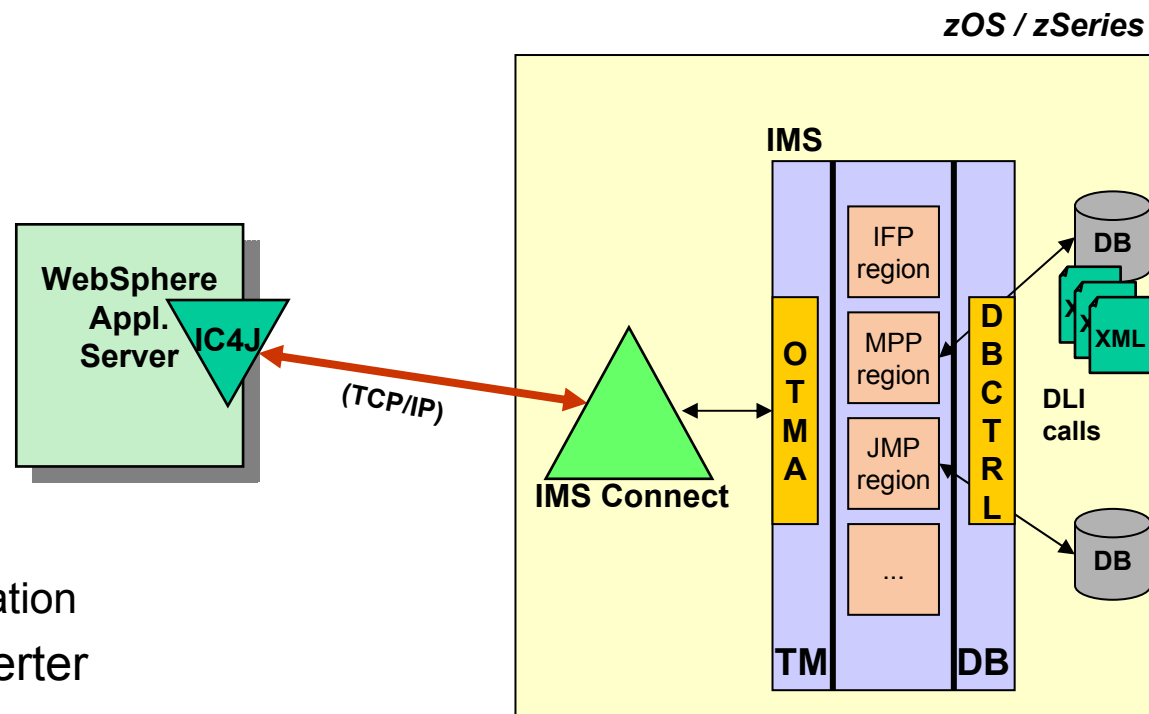 zOS / zSeries
IMS
WebSphere
Appl.
Server
IC4J
(TCP/IP)
IMS Connect
O
T
M
A
IFP
region
MPP
region
JMP
region
...
D
B
C
T
R
L
DB
X
X
XML
DLI
calls
DB
TM
DB
ation
erter